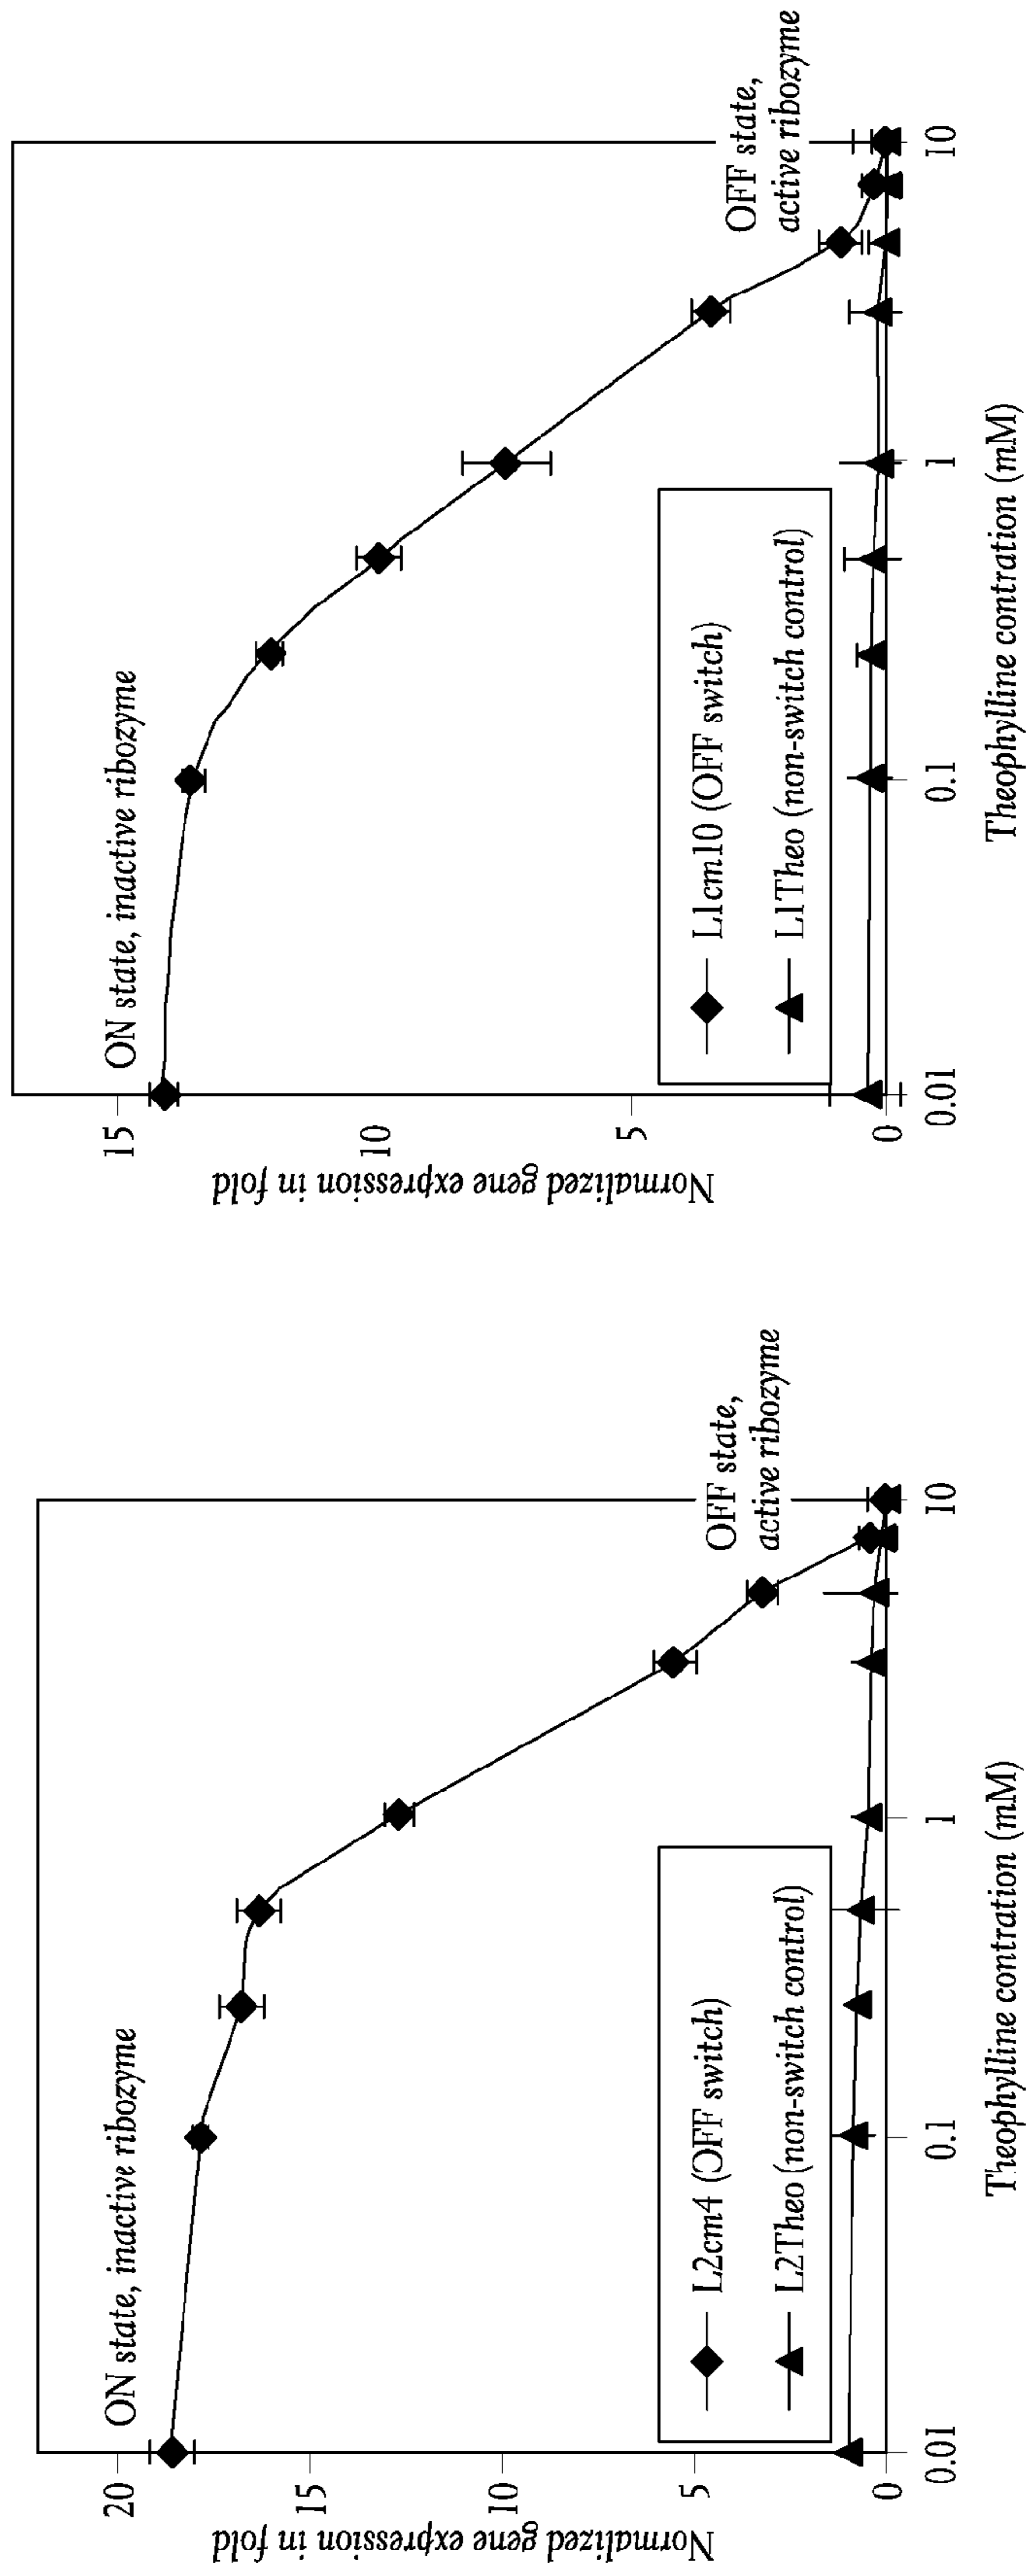 ON state, inactive ribozyme
OFF state,
active ribozyme
L2cm4 (OFF switch)
L2Theo (non-switch control)
Normalized gene expression in fold
20
15
10
5
0
0.01
0.1
1
10
Theophylline contration (mM)
ON state, inactive ribozyme
OFF state,
active ribozyme
L1cm10 (OFF switch)
L1Theo (non-switch control)
Normalized gene expression in fold
15
10
5
0
0.01
0.1
1
10
Theophylline contration (mM)